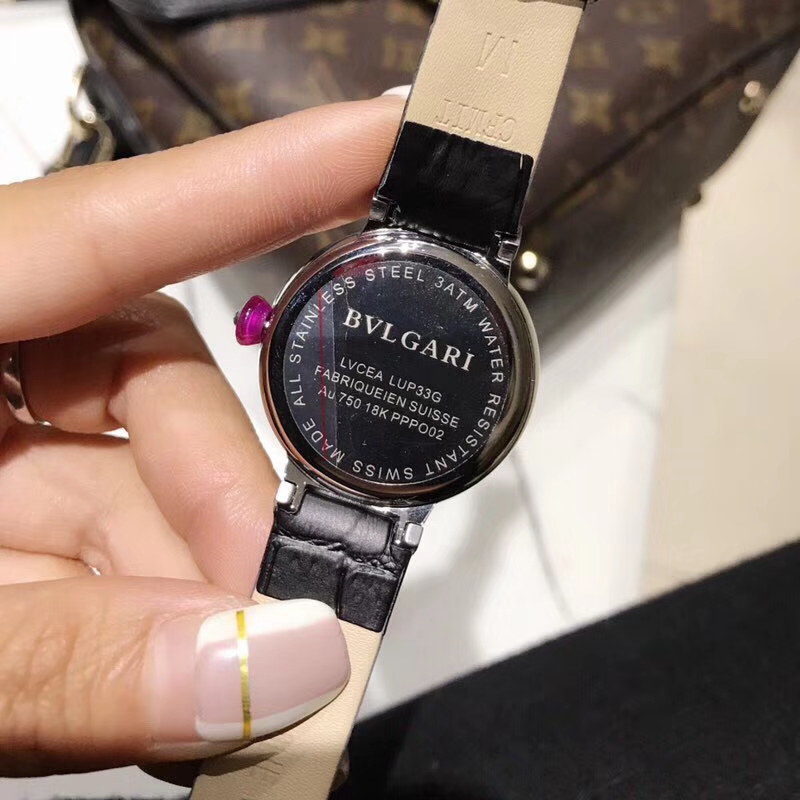 ALL STAINLESS STEEL 3ATM WATER RESISTANT SWISS MADE
BVLGARI
LVCEA LUP33G
FABRIQUEIEN SUISSE
AU 750 18K PPPO02